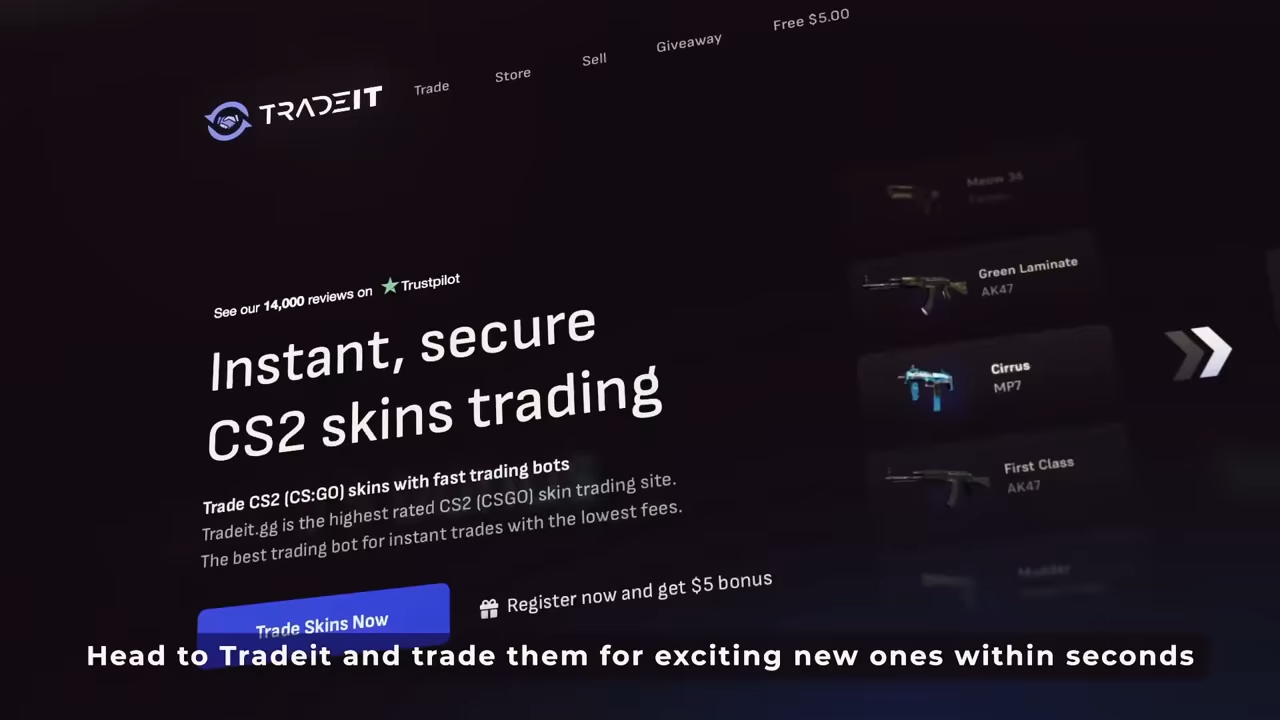 TRADEIT
Trade
Store
Sell
Giveaway
Free $5.00
See our 14,000 reviews on Trustpilot
Instant, secure
CS2 skins trading
Trade CS2 (CS:GO) skins with fast trading bots
Tradeit.gg is the highest rated CS2 (CSGO) skin trading site.
The best trading bot for instant trades with the lowest fees.
Trade Skins Now
Register now and get $5 bonus
Meow 36
Green Laminate
AK47
Cirrus
MP7
First Class
AK47
Head to Tradeit and trade them for exciting new ones within seconds